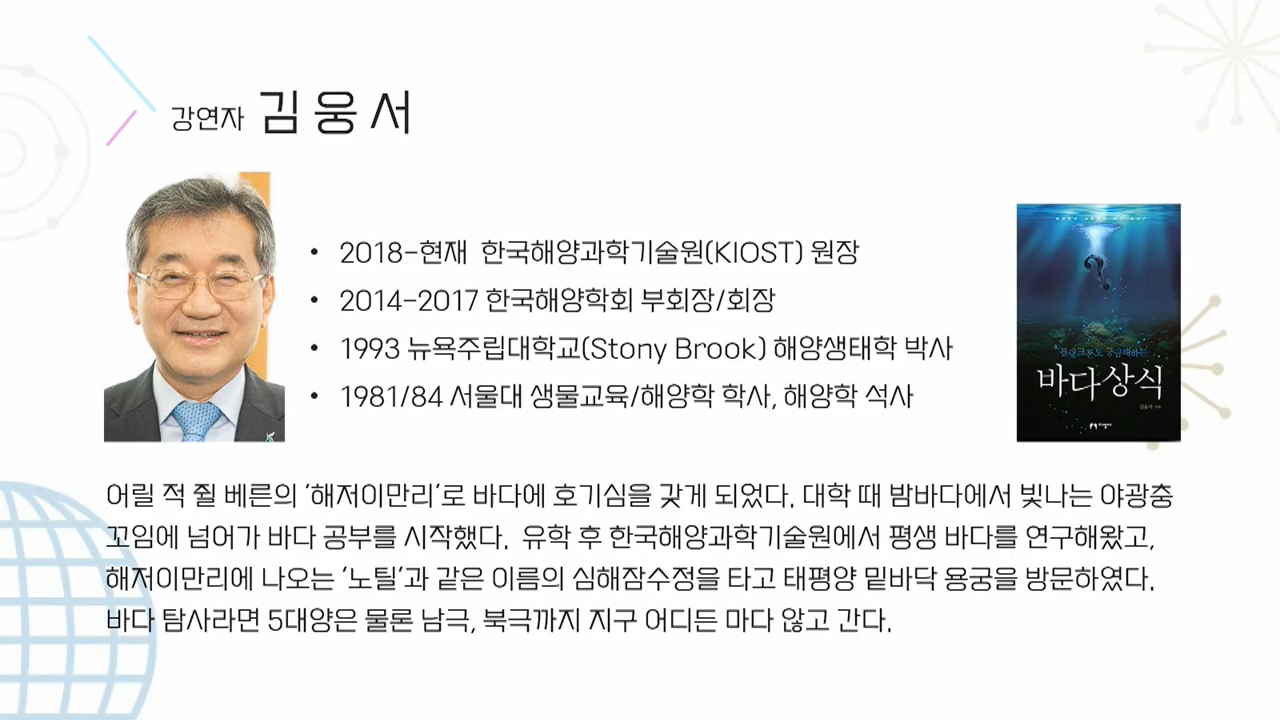 강연자 김웅서
• 2018-현재 한국해양과학기술원(KIOST) 원장
• 2014-2017 한국해양학회 부회장/회장
• 1993 뉴욕주립대학교(Stony Brook) 해양생태학 박사
• 1981/84 서울대 생물교육/해양학 학사, 해양학 석사
플랑크톤도 궁금해하는
바다상식
어릴 적 쥘 베른의 '해저이만리'로 바다에 호기심을 갖게 되었다. 대학 때 밤바다에서 빛나는 야광충
꼬임에 넘어가 바다 공부를 시작했다. 유학 후 한국해양과학기술원에서 평생 바다를 연구해왔고,
해저이만리에 나오는 '노틸'과 같은 이름의 심해잠수정을 타고 태평양 밑바닥 용궁을 방문하였다.
바다 탐사라면 5대양은 물론 남극, 북극까지 지구 어디든 마다 않고 간다.